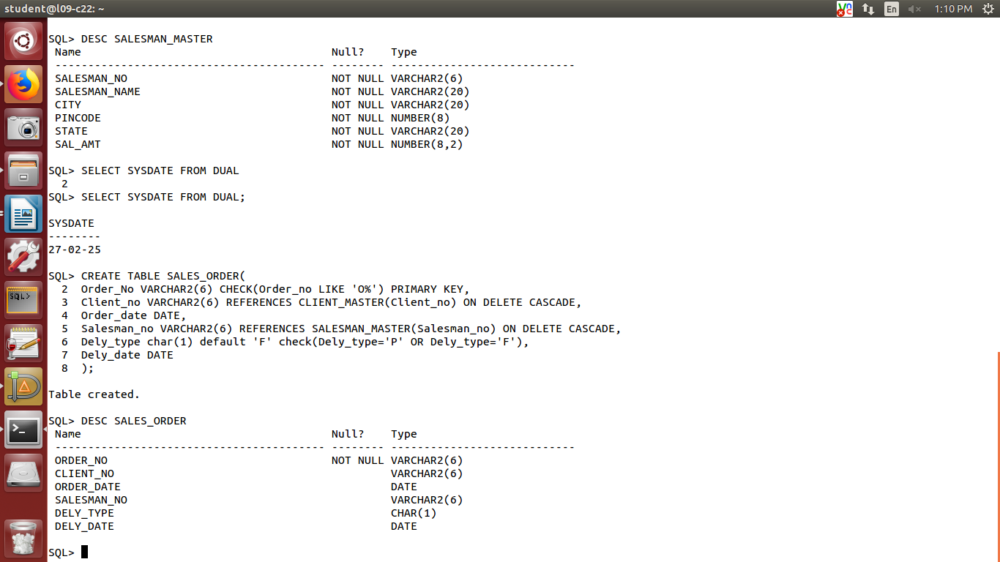 student@l09-c22: ~
En
1:10 PM
SQL> DESC SALESMAN_MASTER
Name Null? Type
----------------------------------------- -------- ----------------------------
SALESMAN_NO NOT NULL VARCHAR2(6)
SALESMAN_NAME NOT NULL VARCHAR2(20)
CITY NOT NULL VARCHAR2(20)
PINCODE NOT NULL NUMBER(8)
STATE NOT NULL VARCHAR2(20)
SAL_AMT NOT NULL NUMBER(8,2)
SQL> SELECT SYSDATE FROM DUAL
2
SQL> SELECT SYSDATE FROM DUAL;
SYSDATE
--------
27-02-25
SQL> CREATE TABLE SALES_ORDER(
2 Order_No VARCHAR2(6) CHECK(Order_no LIKE 'O%') PRIMARY KEY,
3 Client_no VARCHAR2(6) REFERENCES CLIENT_MASTER(Client_no) ON DELETE CASCADE,
4 Order_date DATE,
5 Salesman_no VARCHAR2(6) REFERENCES SALESMAN_MASTER(Salesman_no) ON DELETE CASCADE,
6 Dely_type char(1) default 'F' check(Dely_type='P' OR Dely_type='F'),
7 Dely_date DATE
8 );
Table created.
SQL> DESC SALES_ORDER
Name Null? Type
----------------------------------------- -------- ----------------------------
ORDER_NO NOT NULL VARCHAR2(6)
CLIENT_NO VARCHAR2(6)
ORDER_DATE DATE
SALESMAN_NO VARCHAR2(6)
DELY_TYPE CHAR(1)
DELY_DATE DATE
SQL>
SQL>